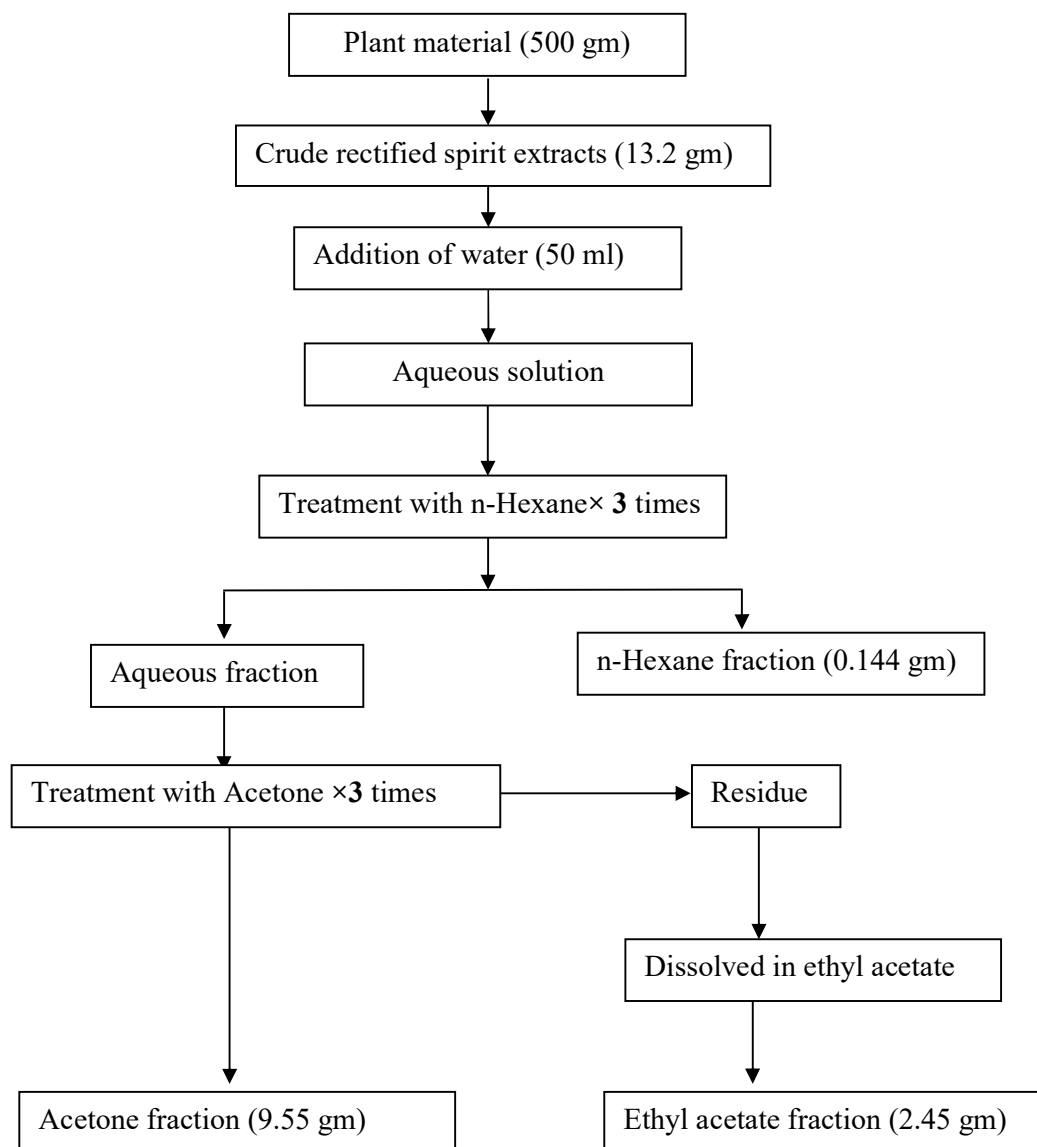 Plant material (500 gm)
Crude rectified spirit extracts (13.2 gm)
Addition of water (50 ml)
Aqueous solution
Treatment with n-Hexane× 3 times
Aqueous fraction
n-Hexane fraction (0.144 gm)
Treatment with Acetone ×3 times
Residue
Dissolved in ethyl acetate
Acetone fraction (9.55 gm)
Ethyl acetate fraction (2.45 gm)